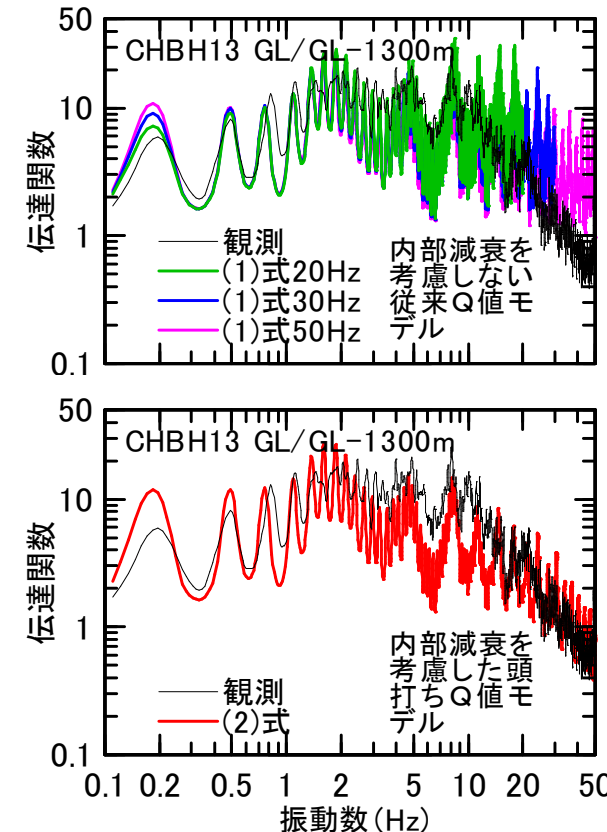 50
CHBH13 GL/GL-1300m
10
伝達関数
1
観測
(1)式20Hz
(1)式30Hz
(1)式50Hz
内部減衰を
考慮しない
従来Q値モ
デル
0.1
50
CHBH13 GL/GL-1300m
10
伝達関数
1
観測
(2)式
内部減衰を
考慮した頭
打ちQ値モ
デル
0.1
0.1 0.2 0.5 1 2 5 10 20 50
振動数(Hz)